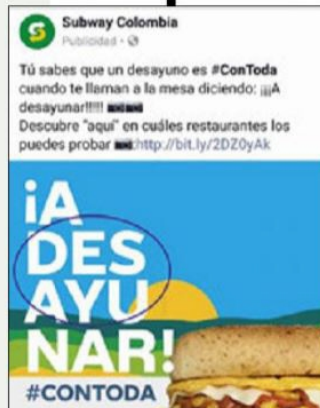 Subway Colombia
Publicidad ·
Tú sabes que un desayuno es #ConToda
cuando te llaman a la mesa diciendo: ¡¡¡A
desayunar!!!!!
Descubre "aquí" en cuáles restaurantes los
puedes probar :http://bit.ly/2DZ0yAk
¡A
DES
AYU
NAR!
#CONTODA